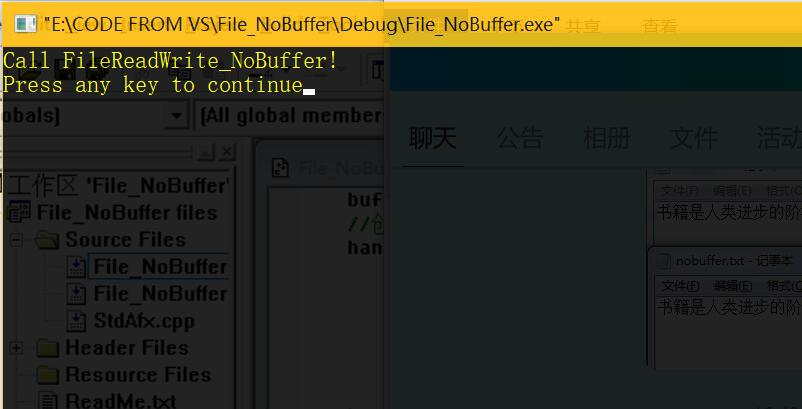 "E:\CODE FROM VS\File_NoBuffer\Debug\File_NoBuffer.exe"
共享
查看
Call FileReadWrite_NoBuffer!
Press any key to continue
obals)
(All global member
聊天
公告
相册
文件
活动
File_NoBu
工作区 'File_NoBuffer'
File_NoBuffer files
Source Files
File_NoBuffer
File_NoBuffer
StdAfx.cpp
Header Files
Resource Files
ReadMe.txt
buf
han
文件(F) 编辑(E) 格式(O
书籍是人类进步的阶
nobuffer.txt - 记事本
文件(F) 编辑(E) 格式(O
书籍是人类进步的阶